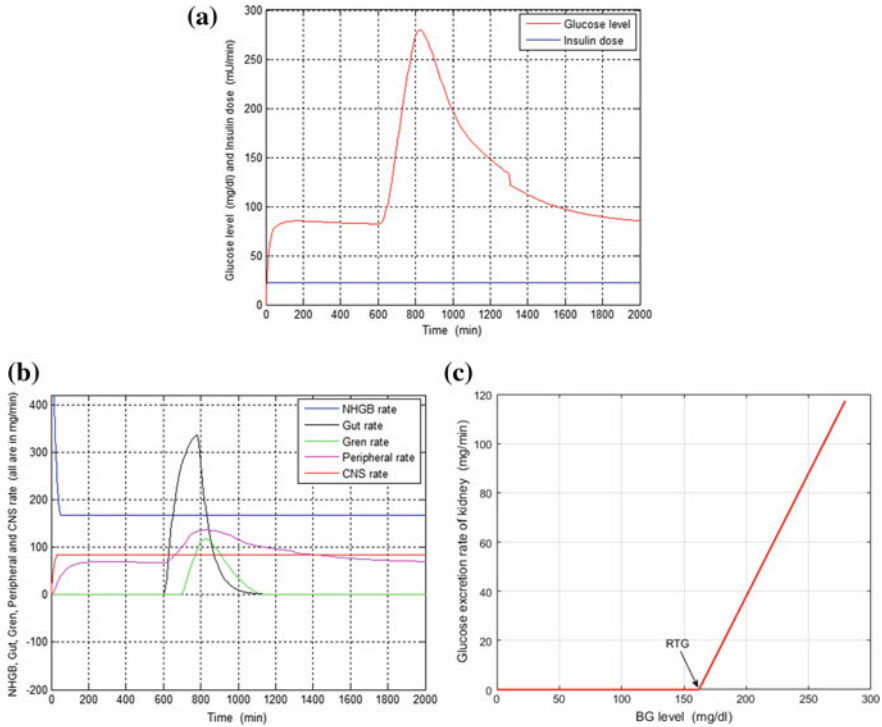 (a)
Glucose level (mg/dl) and Insulin dose (mU/min)
300
250
200
150
100
50
0
Glucose level
Insulin dose
0 200 400 600 800 1000 1200 1400 1600 1800 2000
Time (min)
(b)
NHGB, Gut, Gren, Peripheral and CNS rate (all are in mg/min)
400
300
200
100
0
-100
-200
NHGB rate
Gut rate
Gren rate
Peripheral rate
CNS rate
0 200 400 600 800 1000 1200 1400 1600 1800 2000
Time (min)
(c)
Glucose excretion rate of kidney (mg/min)
120
100
80
60
40
20
0
RTG
0 50 100 150 200 250 300
BG level (mg/dl)